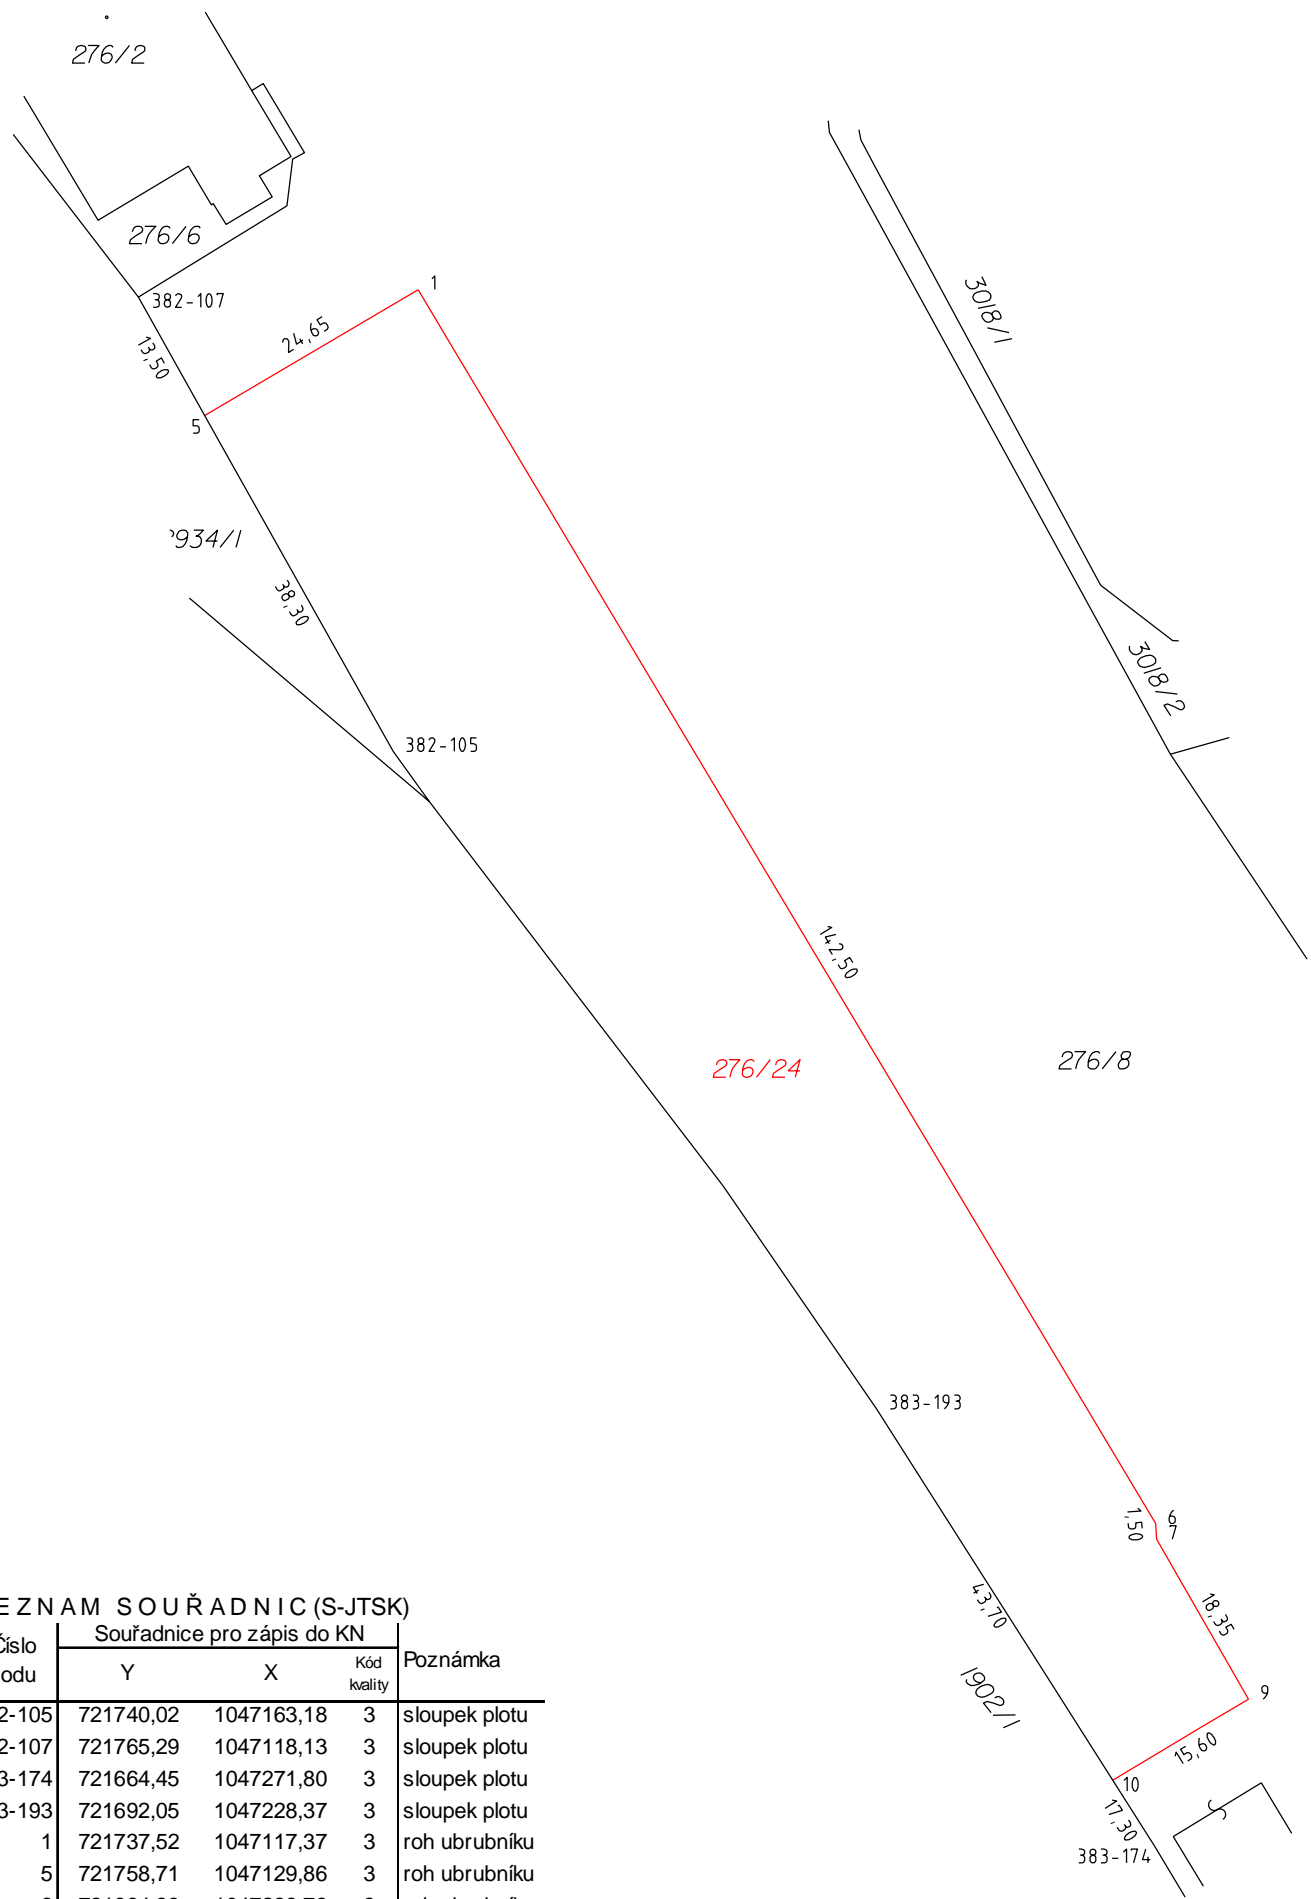 276/2
276/6
382-107
1
24,65
13,50
5
3018/1
934/1
38,30
3018/2
382-105
142,50
276/24
276/8
383-193
1,50
6
7
43,70
18,35
1902/1
9
15,60
10
17,30
383-174
EZNAM SOUŘADNIC (S-JTSK)
Číslo
odu
Souřadnice pro zápis do KN
Y X Kód kvality
Poznámka
2-105 721740,02 1047163,18 3 sloupek plotu
2-107 721765,29 1047118,13 3 sloupek plotu
3-174 721664,45 1047271,80 3 sloupek plotu
3-193 721692,05 1047228,37 3 sloupek plotu
1 721737,52 1047117,37 3 roh ubrubníku
5 721758,71 1047129,86 3 roh ubrubníku